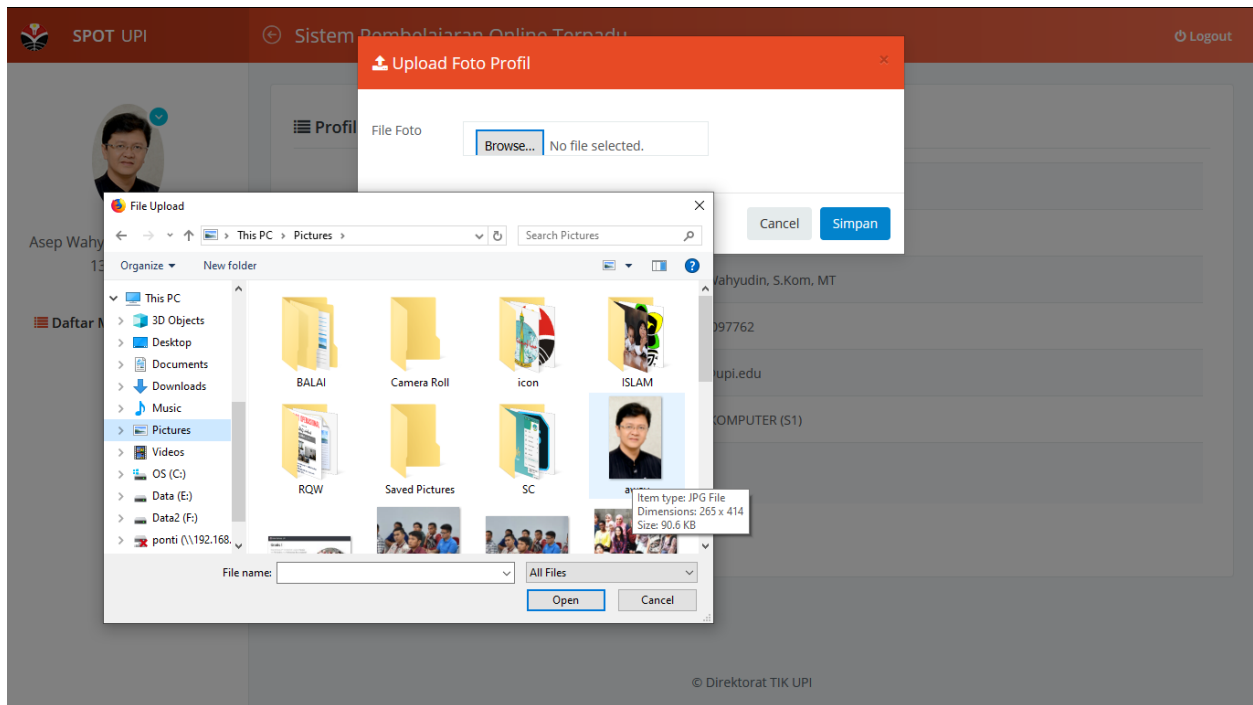 SPOT UPI
Sistem Pembelajaran Online Terpadu
Logout
Upload Foto Profil
×
Profil
File Foto
Browse... No file selected.
Cancel
Simpan
File Upload
This PC > Pictures >
Search Pictures
Asep Wahy
13
Organize
New folder
?
Wahyudin, S.Kom, MT
This PC
3D Objects
097762
Daftar M
Desktop
Documents
@upi.edu
Downloads
BALAI
Camera Roll
icon
ISLAM
Music
KOMPUTER (S1)
Pictures
Videos
OS (C:)
RQW
Saved Pictures
SC
Data (E:)
Item type: JPG File
Dimensions: 265 x 414
Size: 90.6 KB
Data2 (F:)
ponti (\\192.168.
File name:
All Files
Open
Cancel
© Direktorat TIK UPI